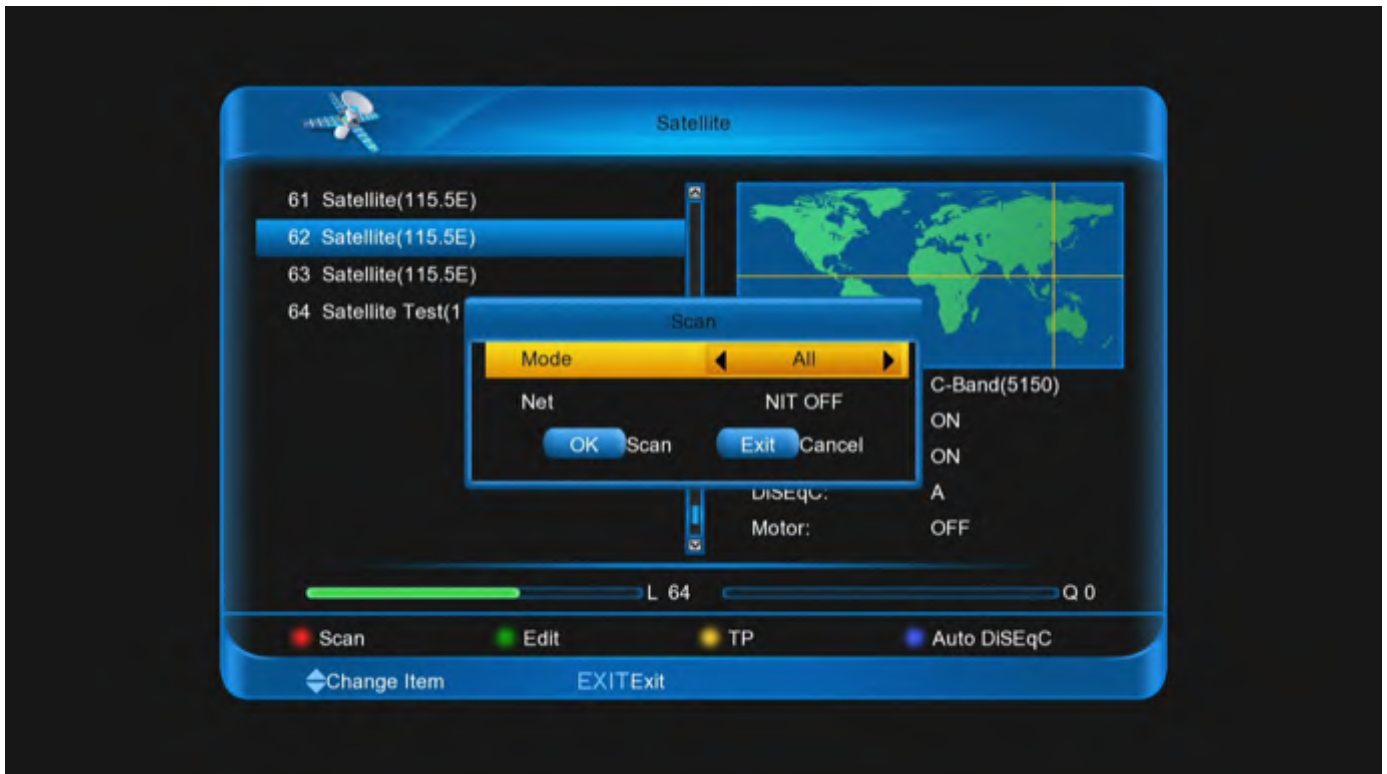 Satellite
61 Satellite(115.5E)
62 Satellite(115.5E)
63 Satellite(115.5E)
64 Satellite Test(1
Scan
Mode All
Net NIT OFF
OK Scan Exit Cancel
C-Band(5150)
ON
ON
DiSEqC: A
Motor: OFF
L 64 Q 0
Scan Edit TP Auto DiSEqC
Change Item EXIT Exit